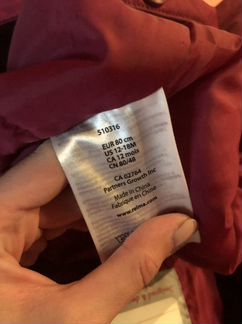 510316
EUR 80 cm
US 12-18M
CA 12 mois
CN 80/48
CA 02764
Partners Growth Inc
Made in China
Fabriqué en Chine
www.reima.com